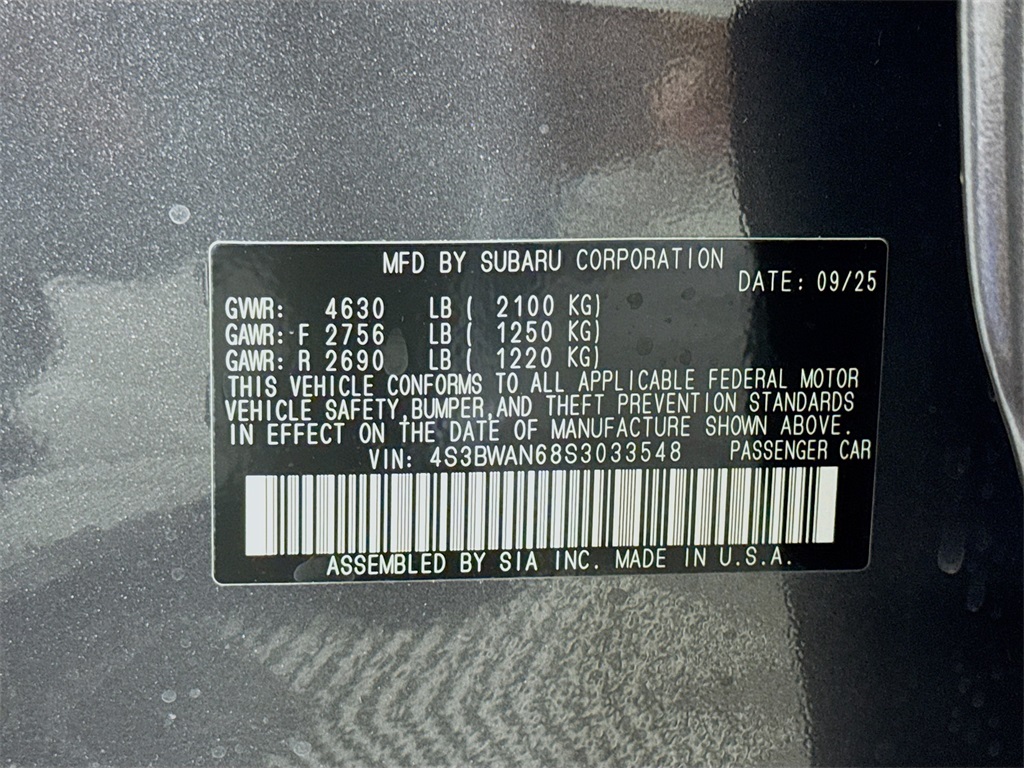 MFD BY SUBARU CORPORATION
DATE: 09/25
GVWR: 4630 LB ( 2100 KG)
GAWR: F 2756 LB ( 1250 KG)
GAWR: R 2690 LB ( 1220 KG)
THIS VEHICLE CONFORMS TO ALL APPLICABLE FEDERAL MOTOR
VEHICLE SAFETY,BUMPER,AND THEFT PREVENTION STANDARDS
IN EFFECT ON THE DATE OF MANUFACTURE SHOWN ABOVE.
VIN: 4S3BWAN68S3033548 PASSENGER CAR
ASSEMBLED BY SIA INC. MADE IN U.S.A.